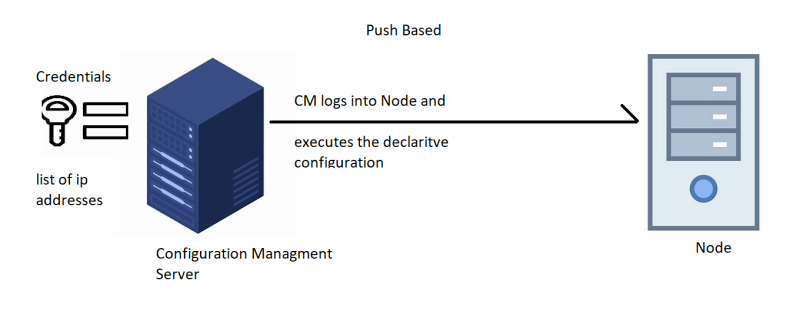 Push Based
Credentials
CM logs into Node and
executes the declaritve
configuration
list of ip
addresses
Configuration Managment
Server
Node